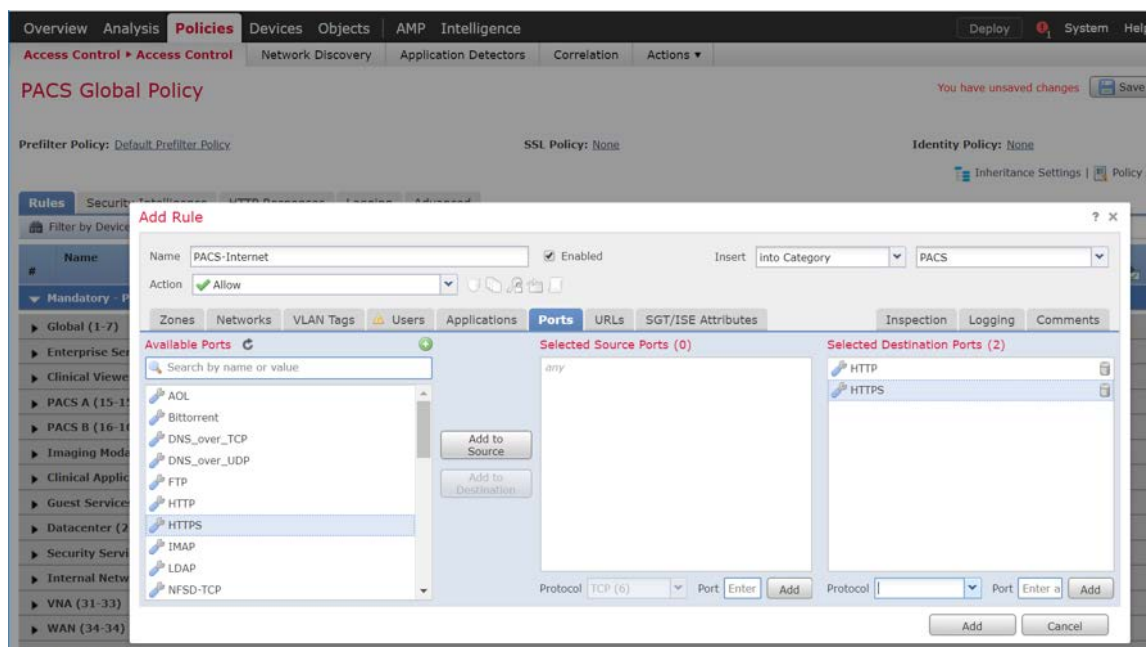 Overview Analysis Policies Devices Objects AMP Intelligence Deploy 1 System Help
Access Control ▸ Access Control Network Discovery Application Detectors Correlation Actions ▾
PACS Global Policy
You have unsaved changes Save
Prefilter Policy: Default Prefilter Policy SSL Policy: None Identity Policy: None
Inheritance Settings | Policy
Rules
Filter by Device
Add Rule ? ×
# Name
Name PACS-Internet Enabled Insert into Category PACS
Action Allow
Mandatory - P
Zones Networks VLAN Tags Users Applications Ports URLs SGT/ISE Attributes Inspection Logging Comments
Global (1-7)
Enterprise Ser
Clinical Viewe
PACS A (15-1
PACS B (16-1
Imaging Moda
Clinical Applic
Guest Service
Datacenter (2
Security Servi
Internal Netw
VNA (31-33)
WAN (34-34)
Available Ports
Search by name or value
AOL
Bittorrent
DNS_over_TCP
DNS_over_UDP
FTP
HTTP
HTTPS
IMAP
LDAP
NFSD-TCP
Add to
Source
Add to
Destination
Selected Source Ports (0)
any
Protocol TCP (6) Port Enter Add
Selected Destination Ports (2)
HTTP
HTTPS
Protocol Port Enter a Add
Add Cancel